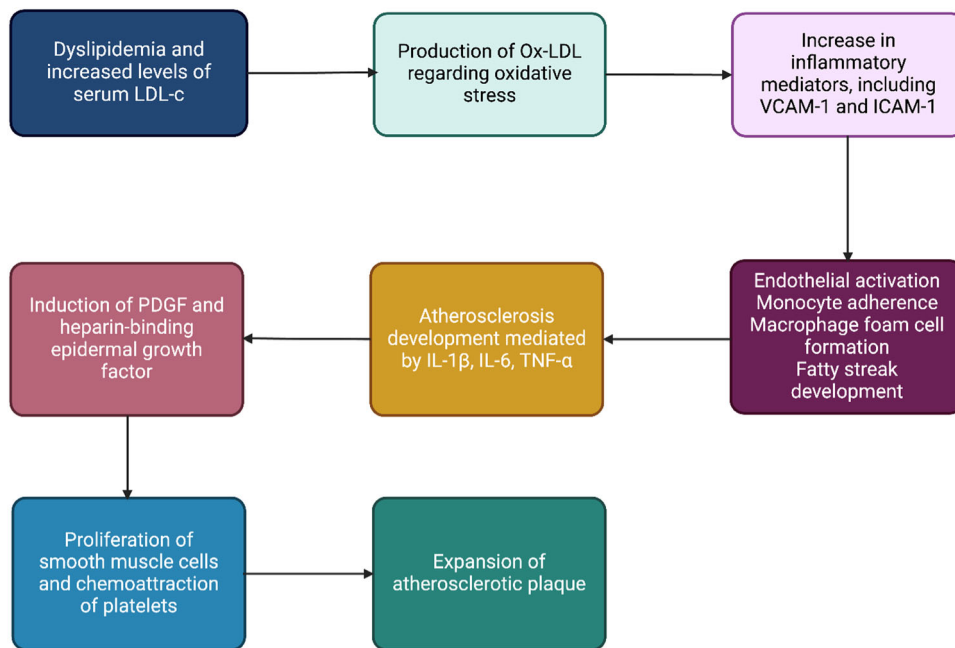 Dyslipidemia and
increased levels of
serum LDL-c
Production of Ox-LDL
regarding oxidative
stress
Increase in
inflammatory
mediators, including
VCAM-1 and ICAM-1
Endothelial activation
Monocyte adherence
Macrophage foam cell
formation
Fatty streak
development
Atherosclerosis
development mediated
by IL-1β, IL-6, TNF-α
Induction of PDGF and
heparin-binding
epidermal growth
factor
Proliferation of
smooth muscle cells
and chemoattraction
of platelets
Expansion of
atherosclerotic plaque